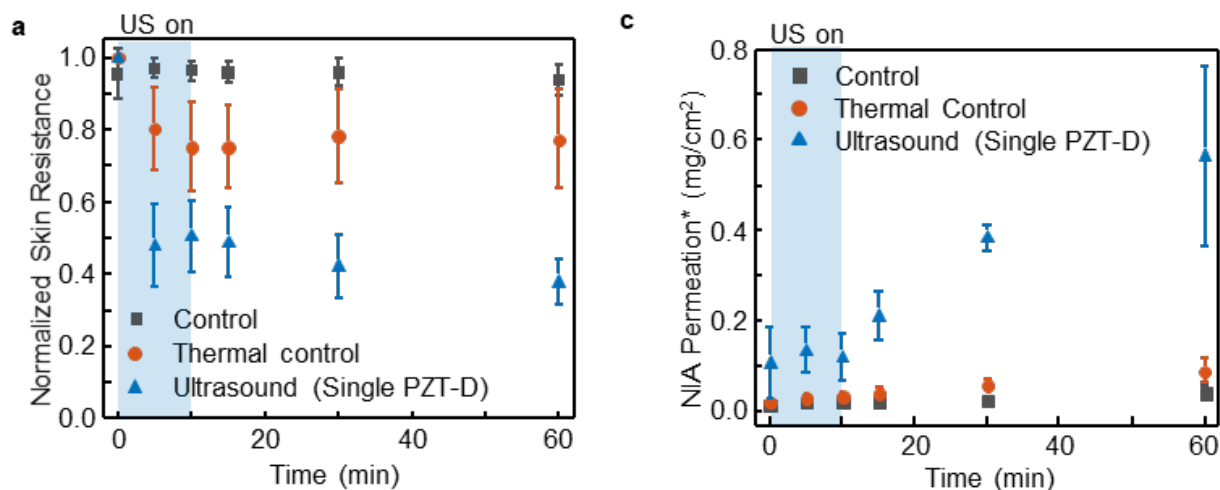 a
US on
Normalized Skin Resistance
1.0
0.8
0.6
0.4
0.2
0.0
Control
Thermal control
Ultrasound (Single PZT-D)
0
20
40
60
Time (min)
c
US on
NIA Permeation* (mg/cm²)
0.8
0.6
0.4
0.2
0.0
Control
Thermal Control
Ultrasound (Single PZT-D)
0
20
40
60
Time (min)